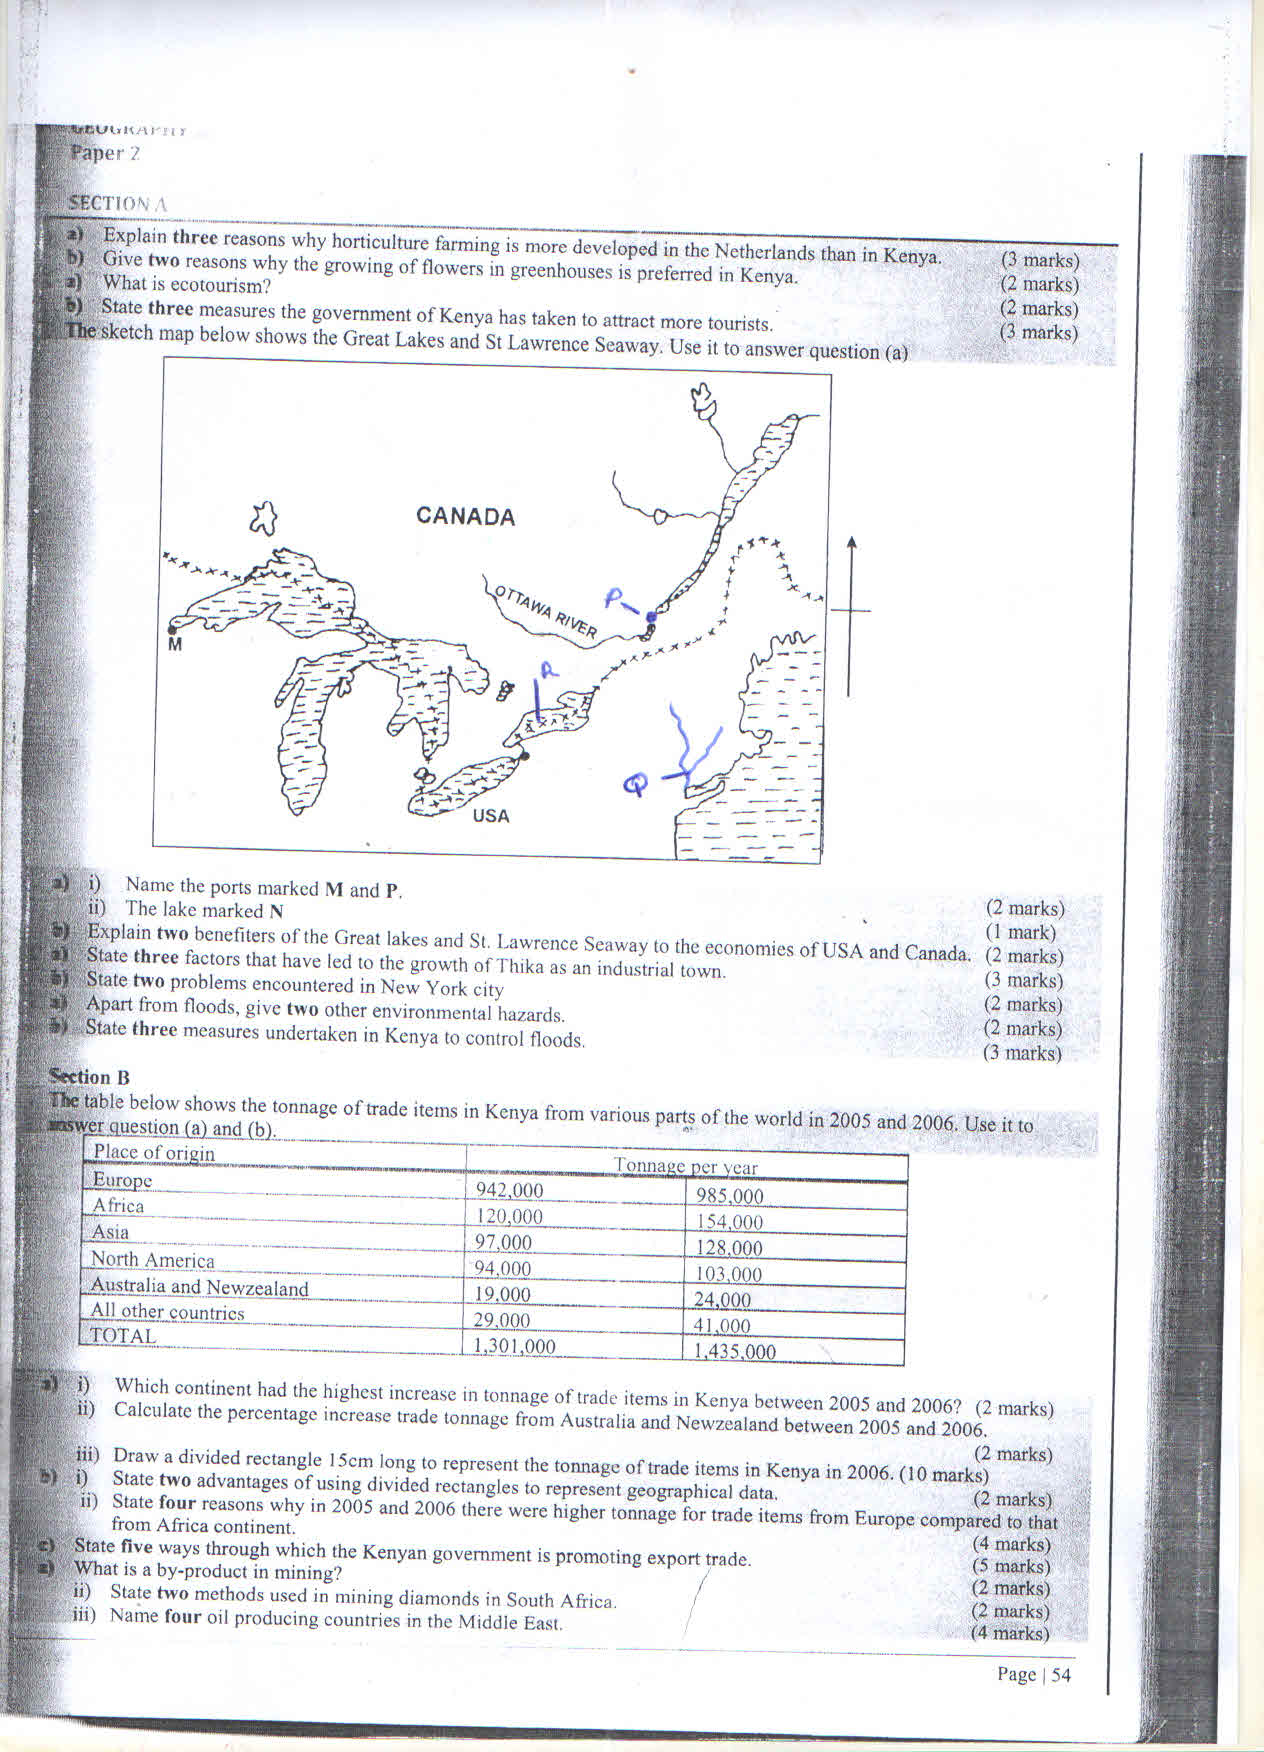 GEOGRAPHY
Paper 2
SECTION A
a) Explain three reasons why horticulture farming is more developed in the Netherlands than in Kenya. (3 marks)
b) Give two reasons why the growing of flowers in greenhouses is preferred in Kenya. (2 marks)
a) What is ecotourism? (2 marks)
b) State three measures the government of Kenya has taken to attract more tourists. (3 marks)
The sketch map below shows the Great Lakes and St Lawrence Seaway. Use it to answer question (a)
CANADA
OTTAWA RIVER
P
M
R
Q
USA
a) i) Name the ports marked M and P. (2 marks)
ii) The lake marked N (1 mark)
b) Explain two benefiters of the Great lakes and St. Lawrence Seaway to the economies of USA and Canada. (2 marks)
a) State three factors that have led to the growth of Thika as an industrial town. (3 marks)
b) State two problems encountered in New York city (2 marks)
a) Apart from floods, give two other environmental hazards. (2 marks)
b) State three measures undertaken in Kenya to control floods. (3 marks)
Section B
The table below shows the tonnage of trade items in Kenya from various parts of the world in 2005 and 2006. Use it to
answer question (a) and (b).
Place of origin Tonnage per year
Europe 942,000 985,000
Africa 120,000 154,000
Asia 97,000 128,000
North America 94,000 103,000
Australia and Newzealand 19,000 24,000
All other countries 29,000 41,000
TOTAL 1,301,000 1,435,000
a) i) Which continent had the highest increase in tonnage of trade items in Kenya between 2005 and 2006? (2 marks)
ii) Calculate the percentage increase trade tonnage from Australia and Newzealand between 2005 and 2006.
(2 marks)
iii) Draw a divided rectangle 15cm long to represent the tonnage of trade items in Kenya in 2006. (10 marks)
b) i) State two advantages of using divided rectangles to represent geographical data. (2 marks)
ii) State four reasons why in 2005 and 2006 there were higher tonnage for trade items from Europe compared to that
from Africa continent. (4 marks)
c) State five ways through which the Kenyan government is promoting export trade. (5 marks)
a) What is a by-product in mining? (2 marks)
ii) State two methods used in mining diamonds in South Africa. (2 marks)
iii) Name four oil producing countries in the Middle East. (4 marks)
Page | 54